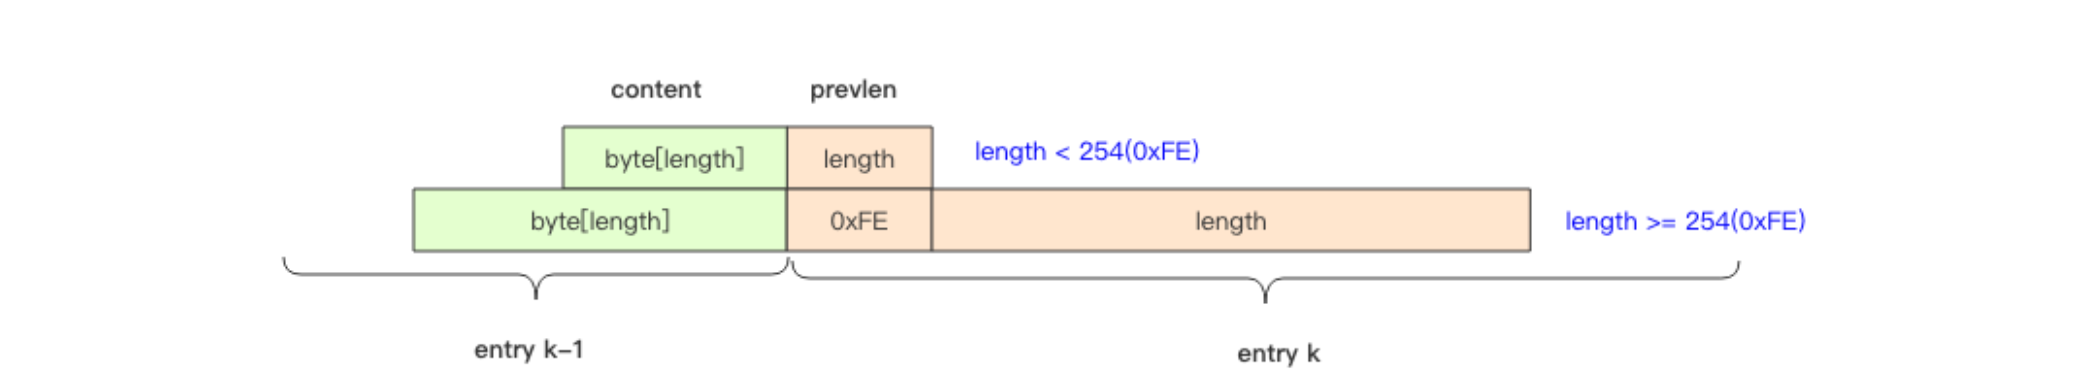 content prevlen
byte[length] length length < 254(0xFE)
byte[length] 0xFE length length >= 254(0xFE)
entry k-1 entry k